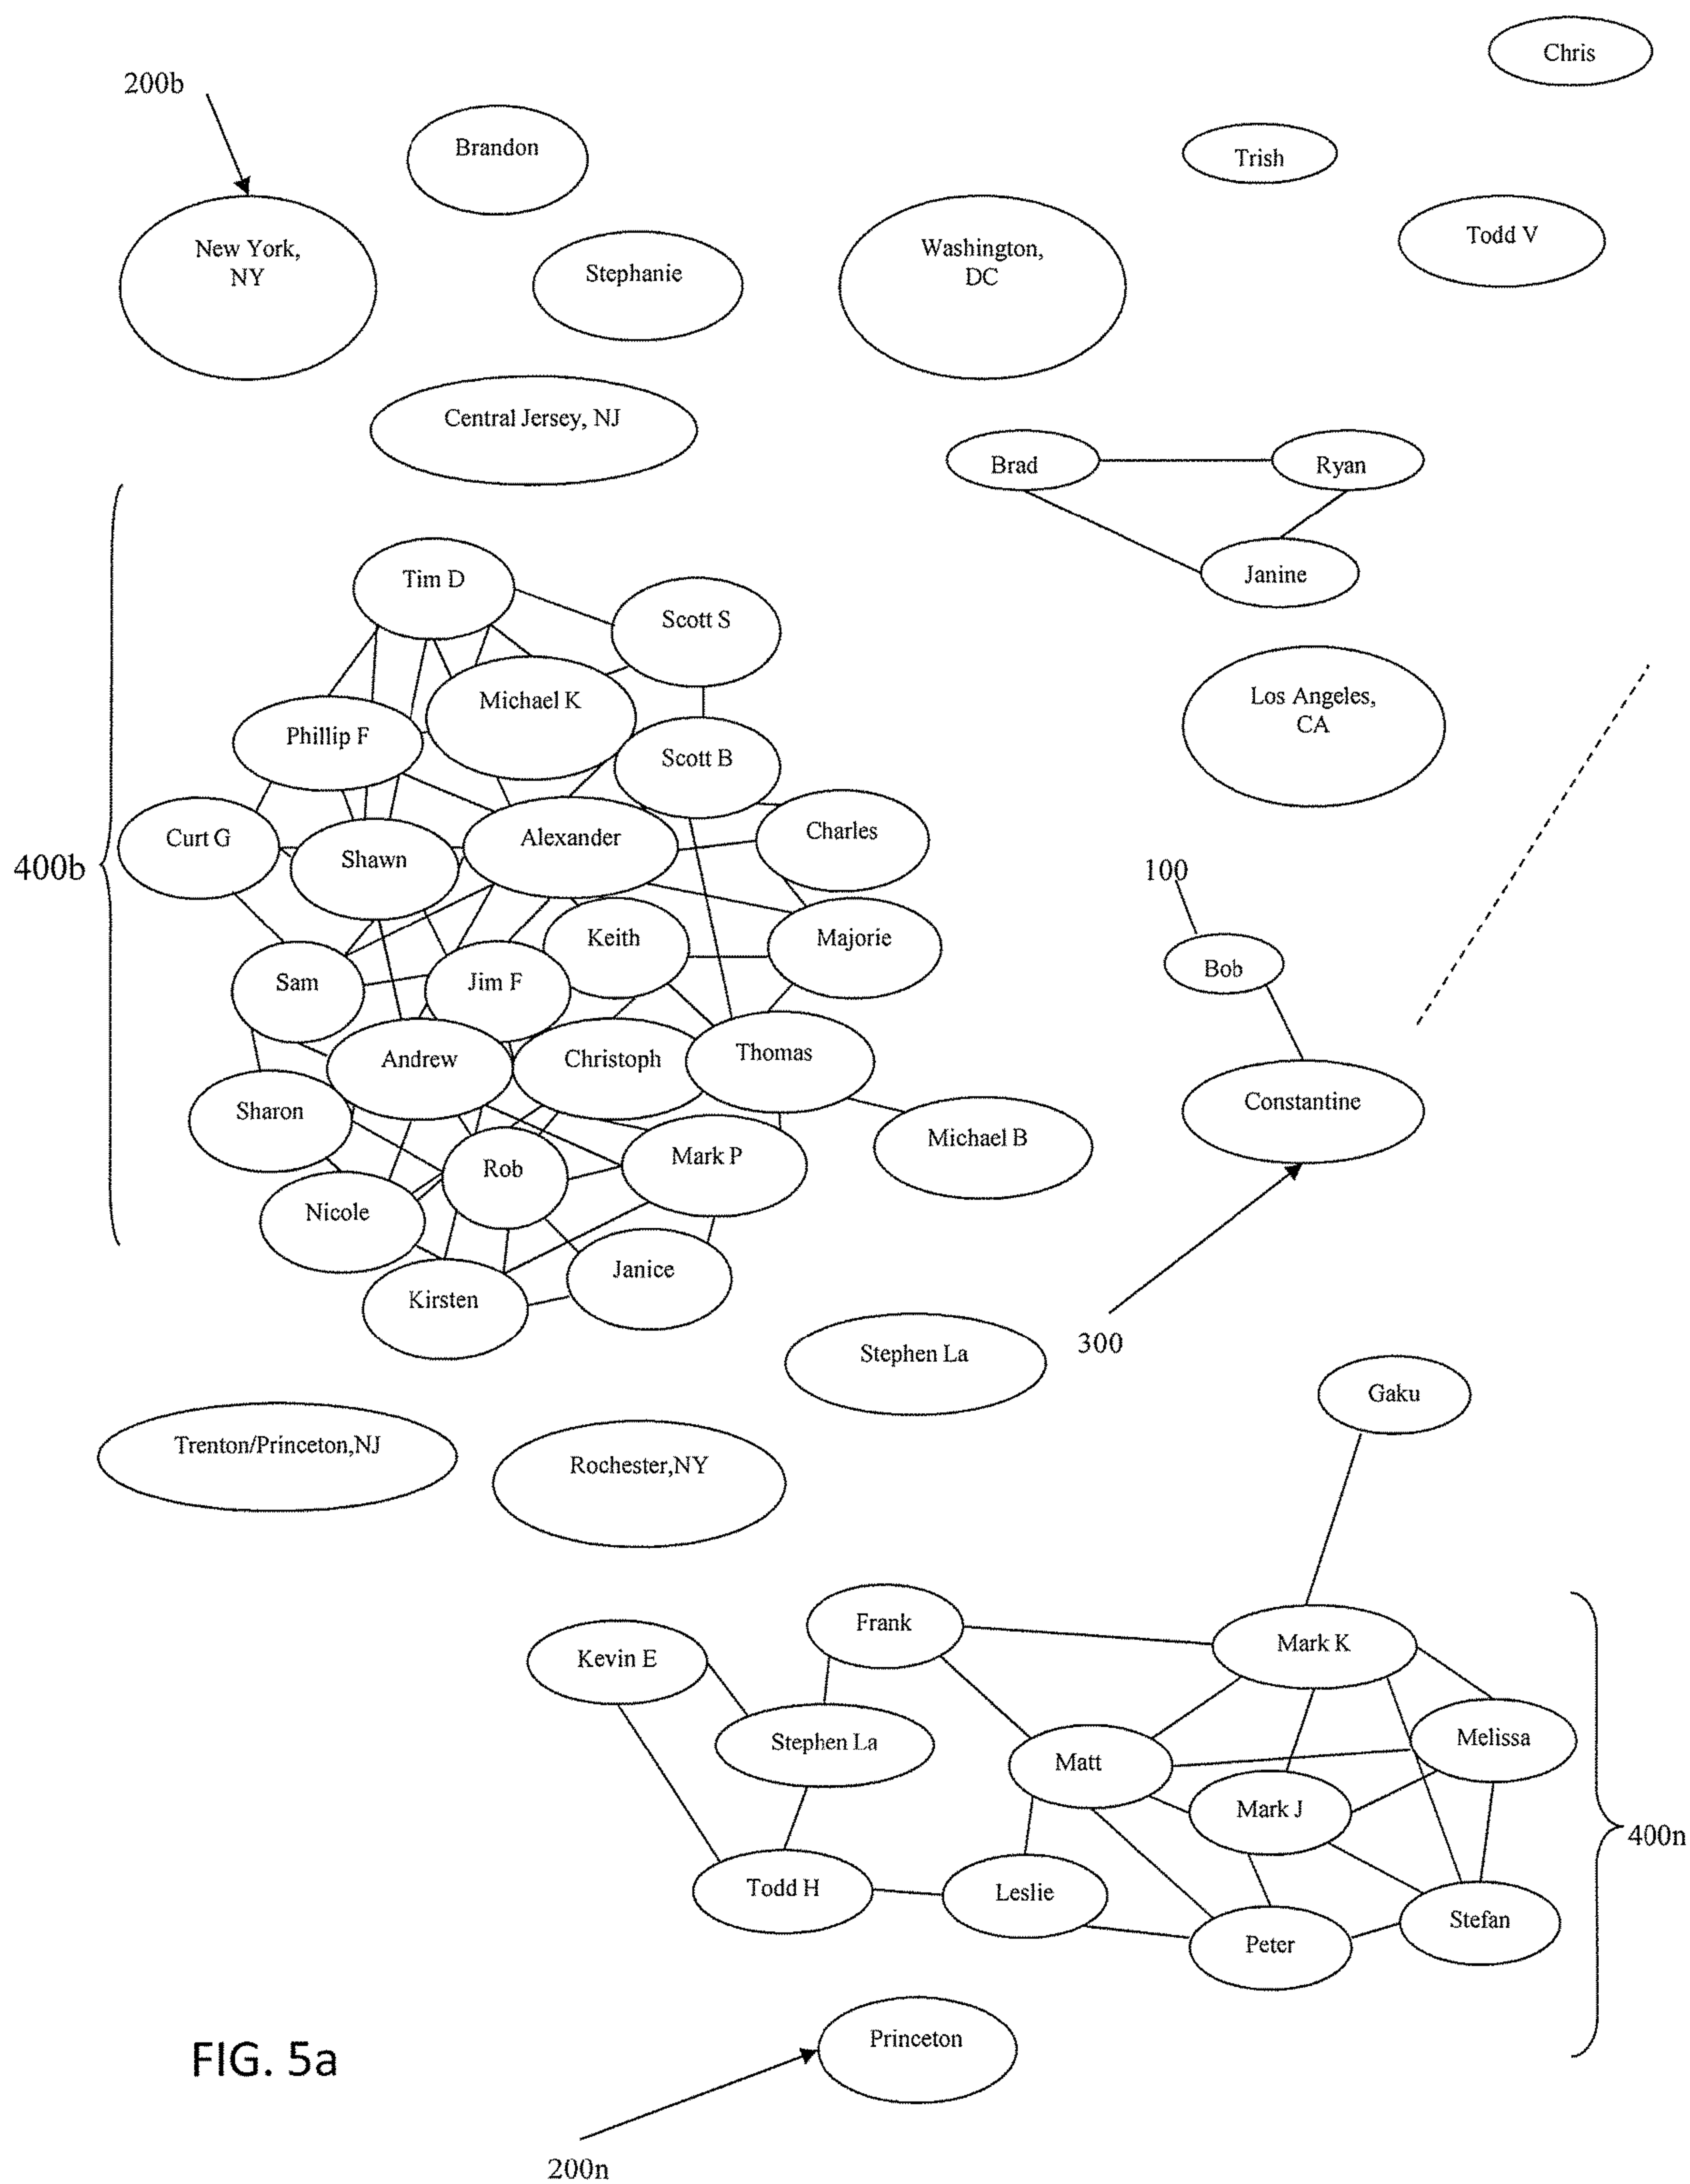 Chris
200b
Brandon
Trish
Todd V
New York,
NY
Stephanie
Washington,
DC
Central Jersey, NJ
Brad
Ryan
Janine
Tim D
Scott S
Michael K
Los Angeles,
CA
Phillip F
Scott B
Curt G
Shawn
Alexander
Charles
400b
100
Keith
Majorie
Bob
Sam
Jim F
Andrew
Christoph
Thomas
Constantine
Sharon
Michael B
Rob
Mark P
Nicole
Janice
Kirsten
300
Stephen La
Gaku
Trenton/Princeton,NJ
Rochester,NY
Frank
Mark K
Kevin E
Stephen La
Melissa
Matt
Mark J
400n
Todd H
Leslie
Stefan
Peter
Princeton
FIG. 5a
200n